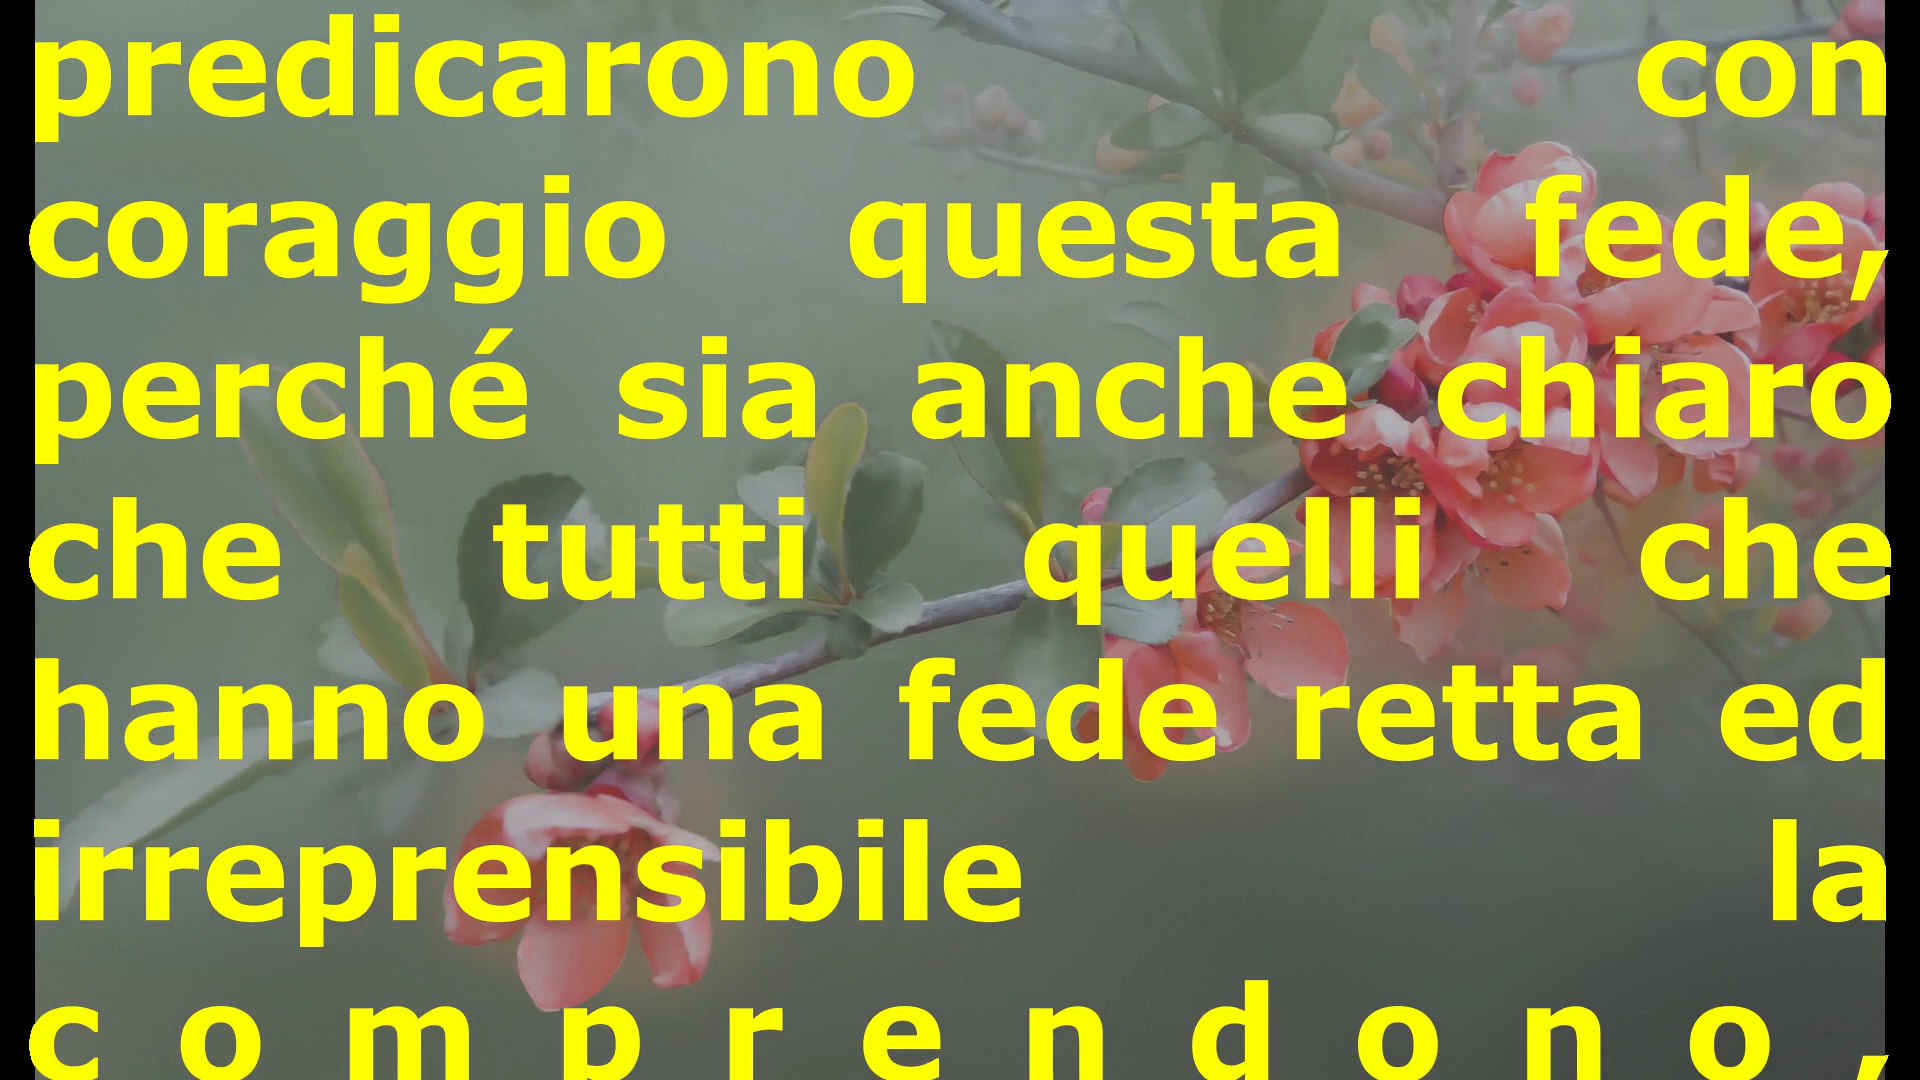 predicarono con
coraggio questa fede,
perché sia anche chiaro
che tutti quelli che
hanno una fede retta ed
irreprensibile la
comprendono,